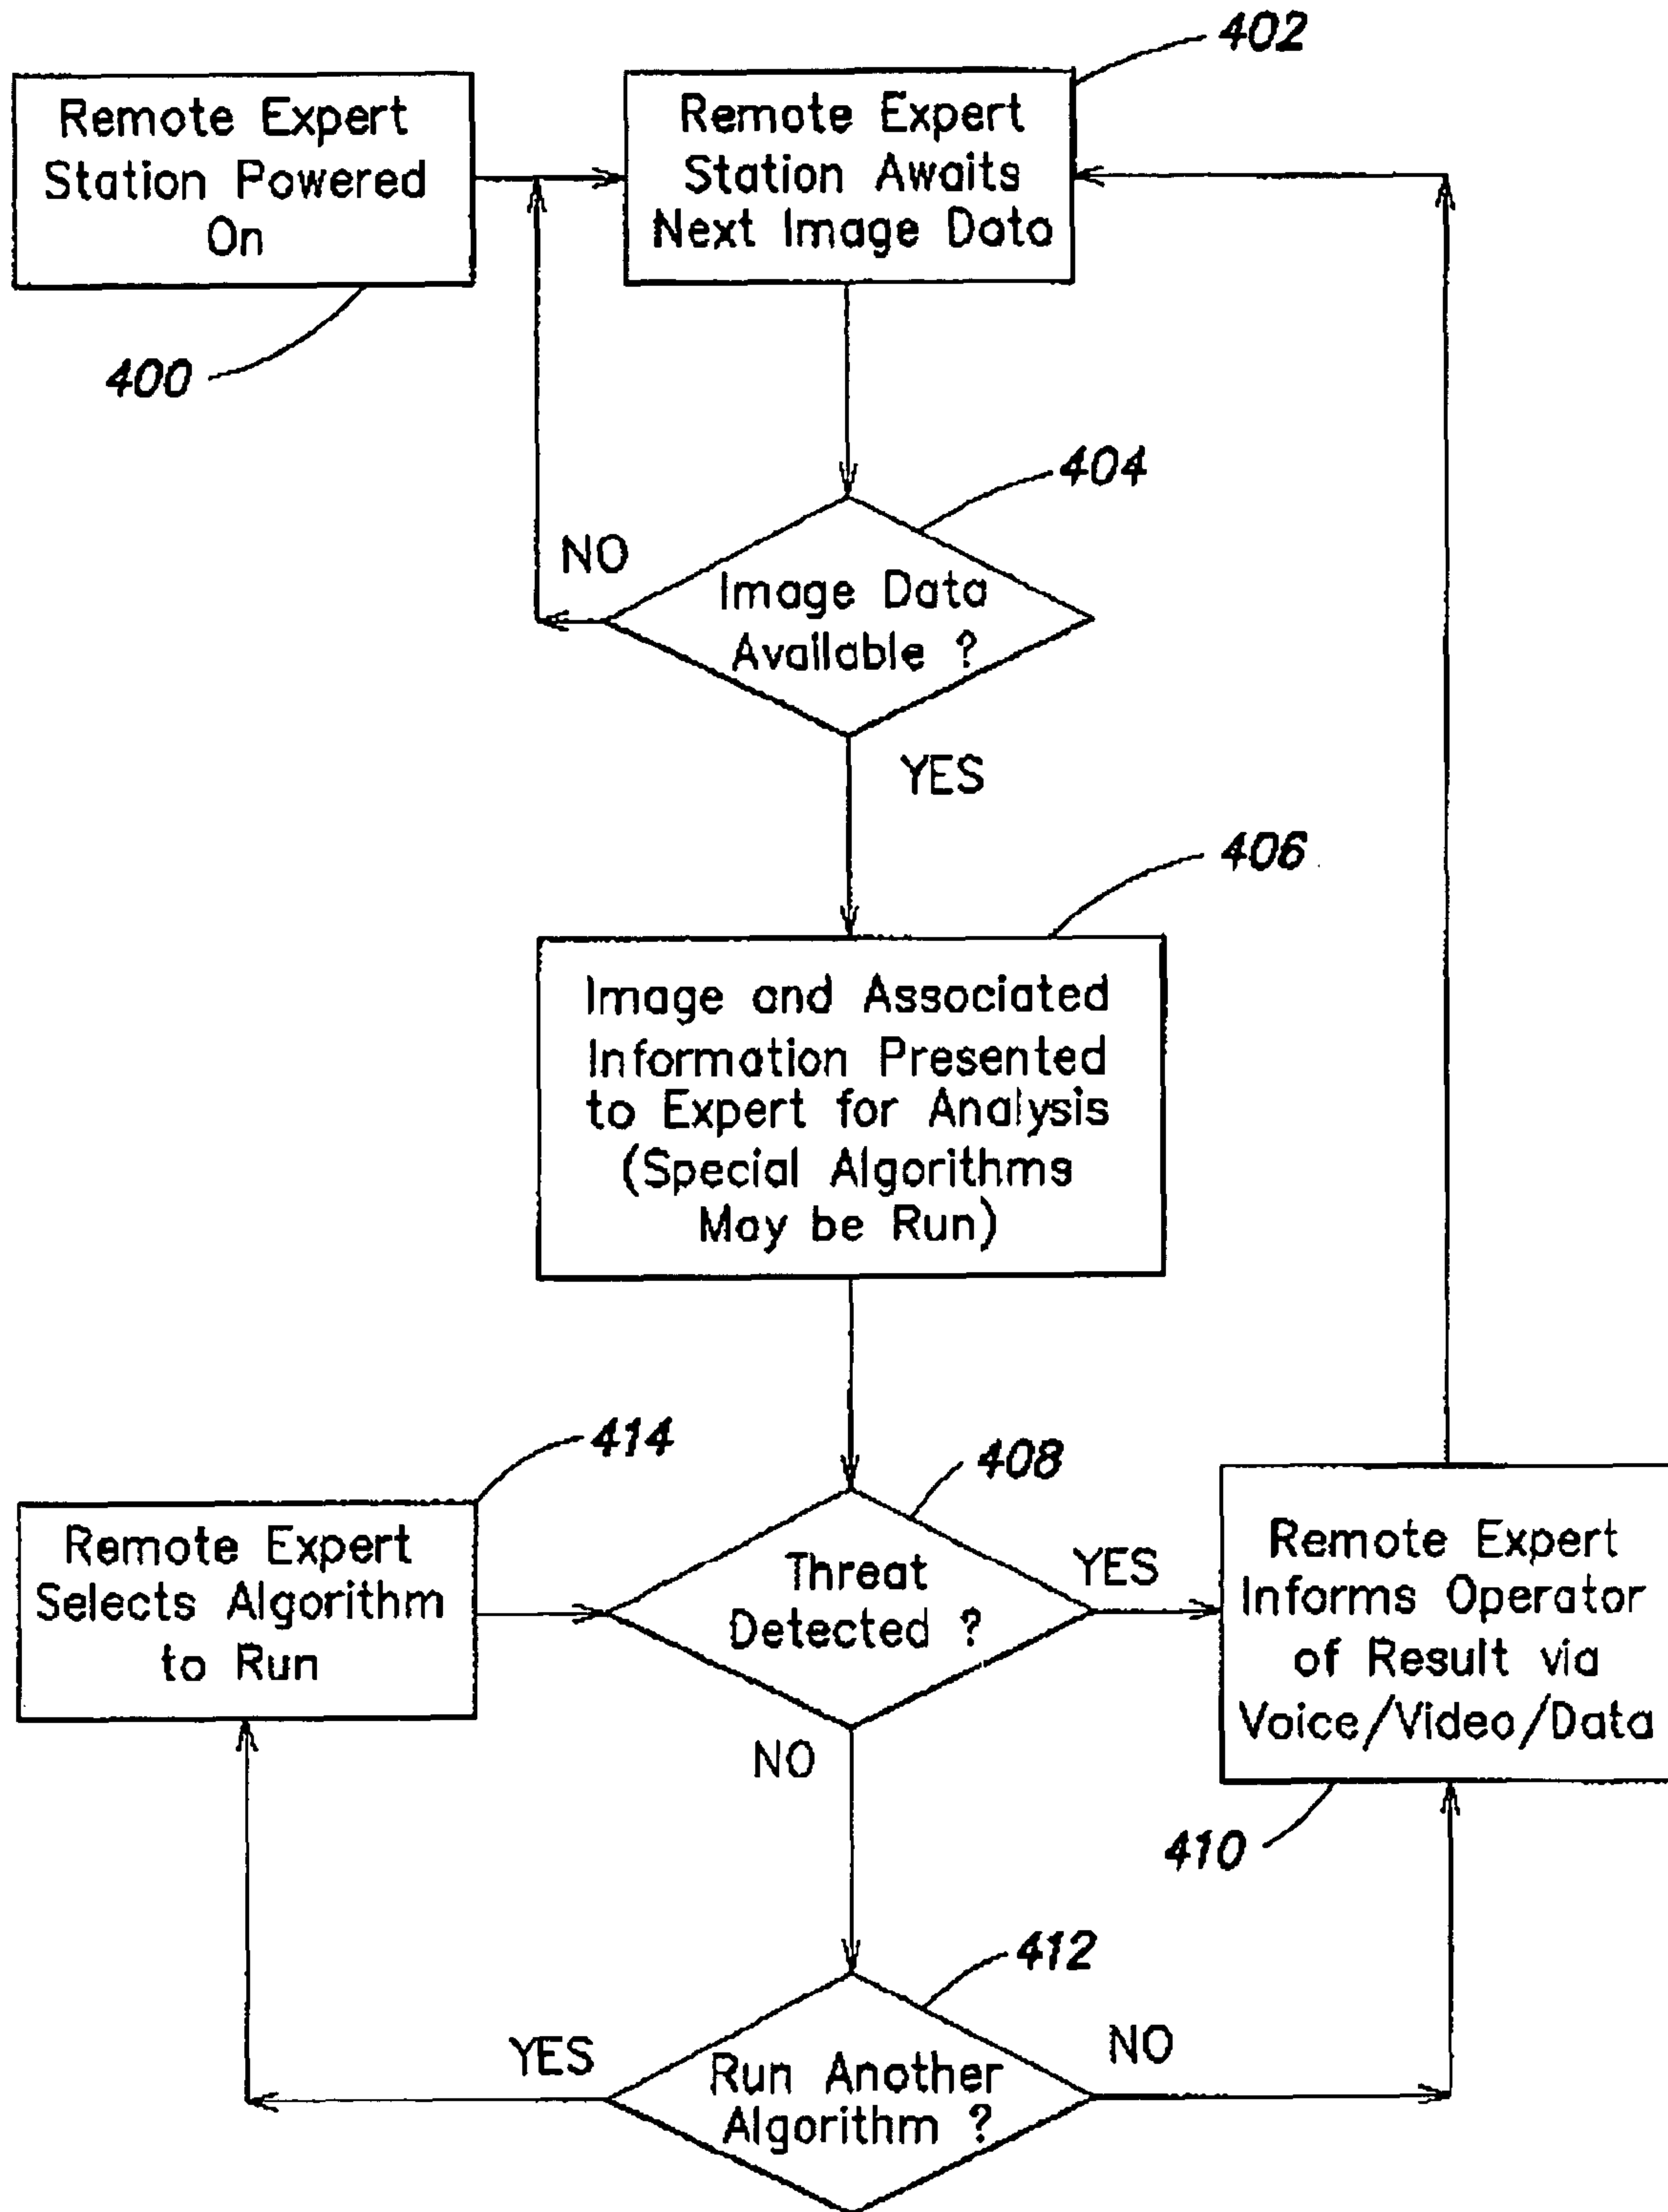 402
Remote Expert
Station Powered
On
Remote Expert
Station Awaits
Next Image Data
400
404
NO
Image Data
Available ?
YES
406
Image and Associated
Information Presented
to Expert for Analysis
(Special Algorithms
May be Run)
414
408
Remote Expert
Selects Algorithm
to Run
Threat
Detected ?
YES
Remote Expert
Informs Operator
of Result via
Voice/Video/Data
NO
410
412
YES
Run Another
Algorithm ?
NO